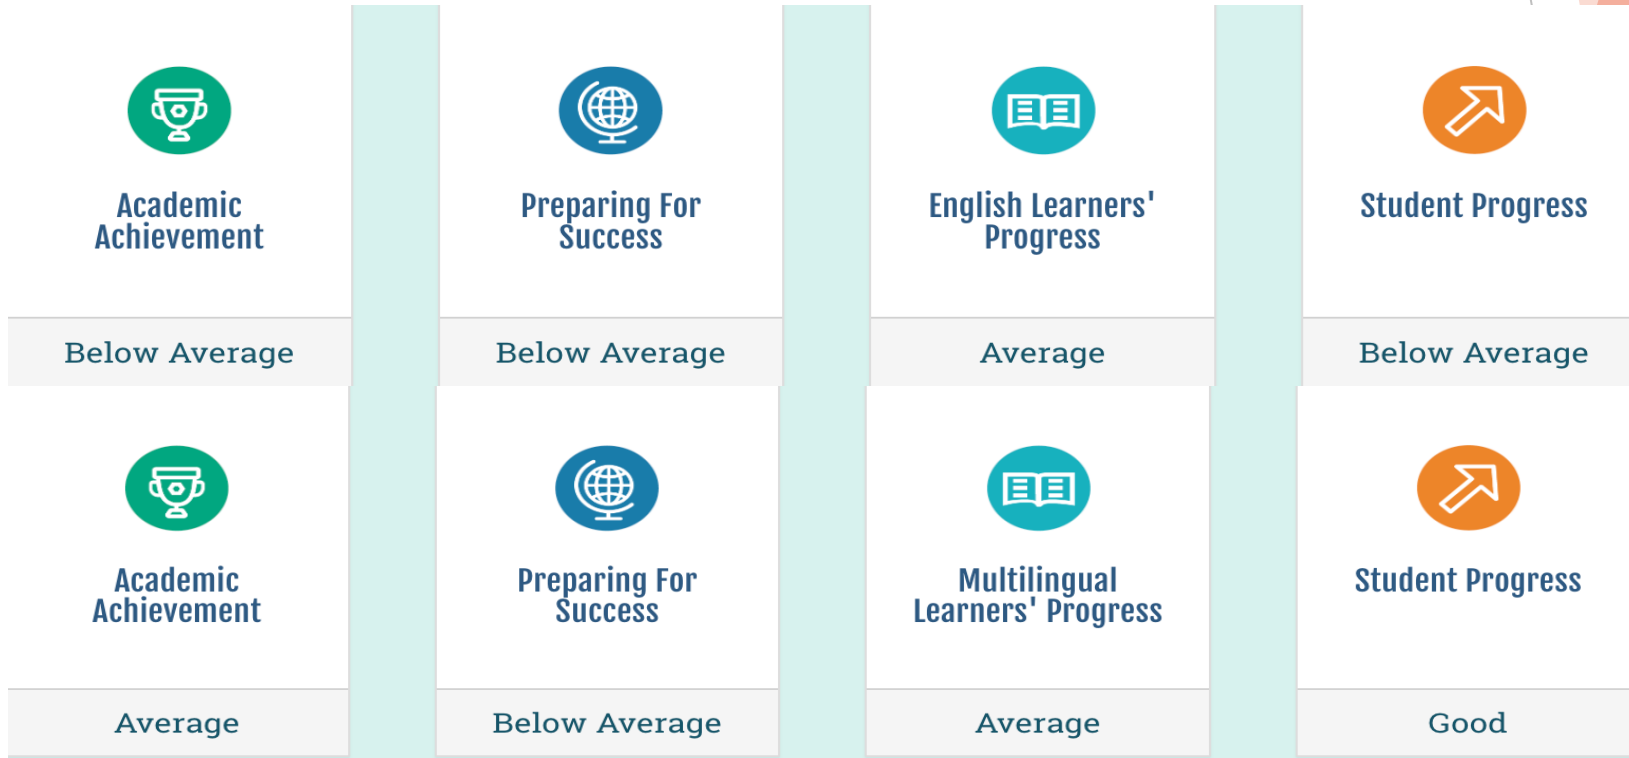 Academic
Achievement
Preparing For
Success
English Learners'
Progress
Student Progress
Below Average
Below Average
Average
Below Average
Academic
Achievement
Preparing For
Success
Multilingual
Learners' Progress
Student Progress
Average
Below Average
Average
Good